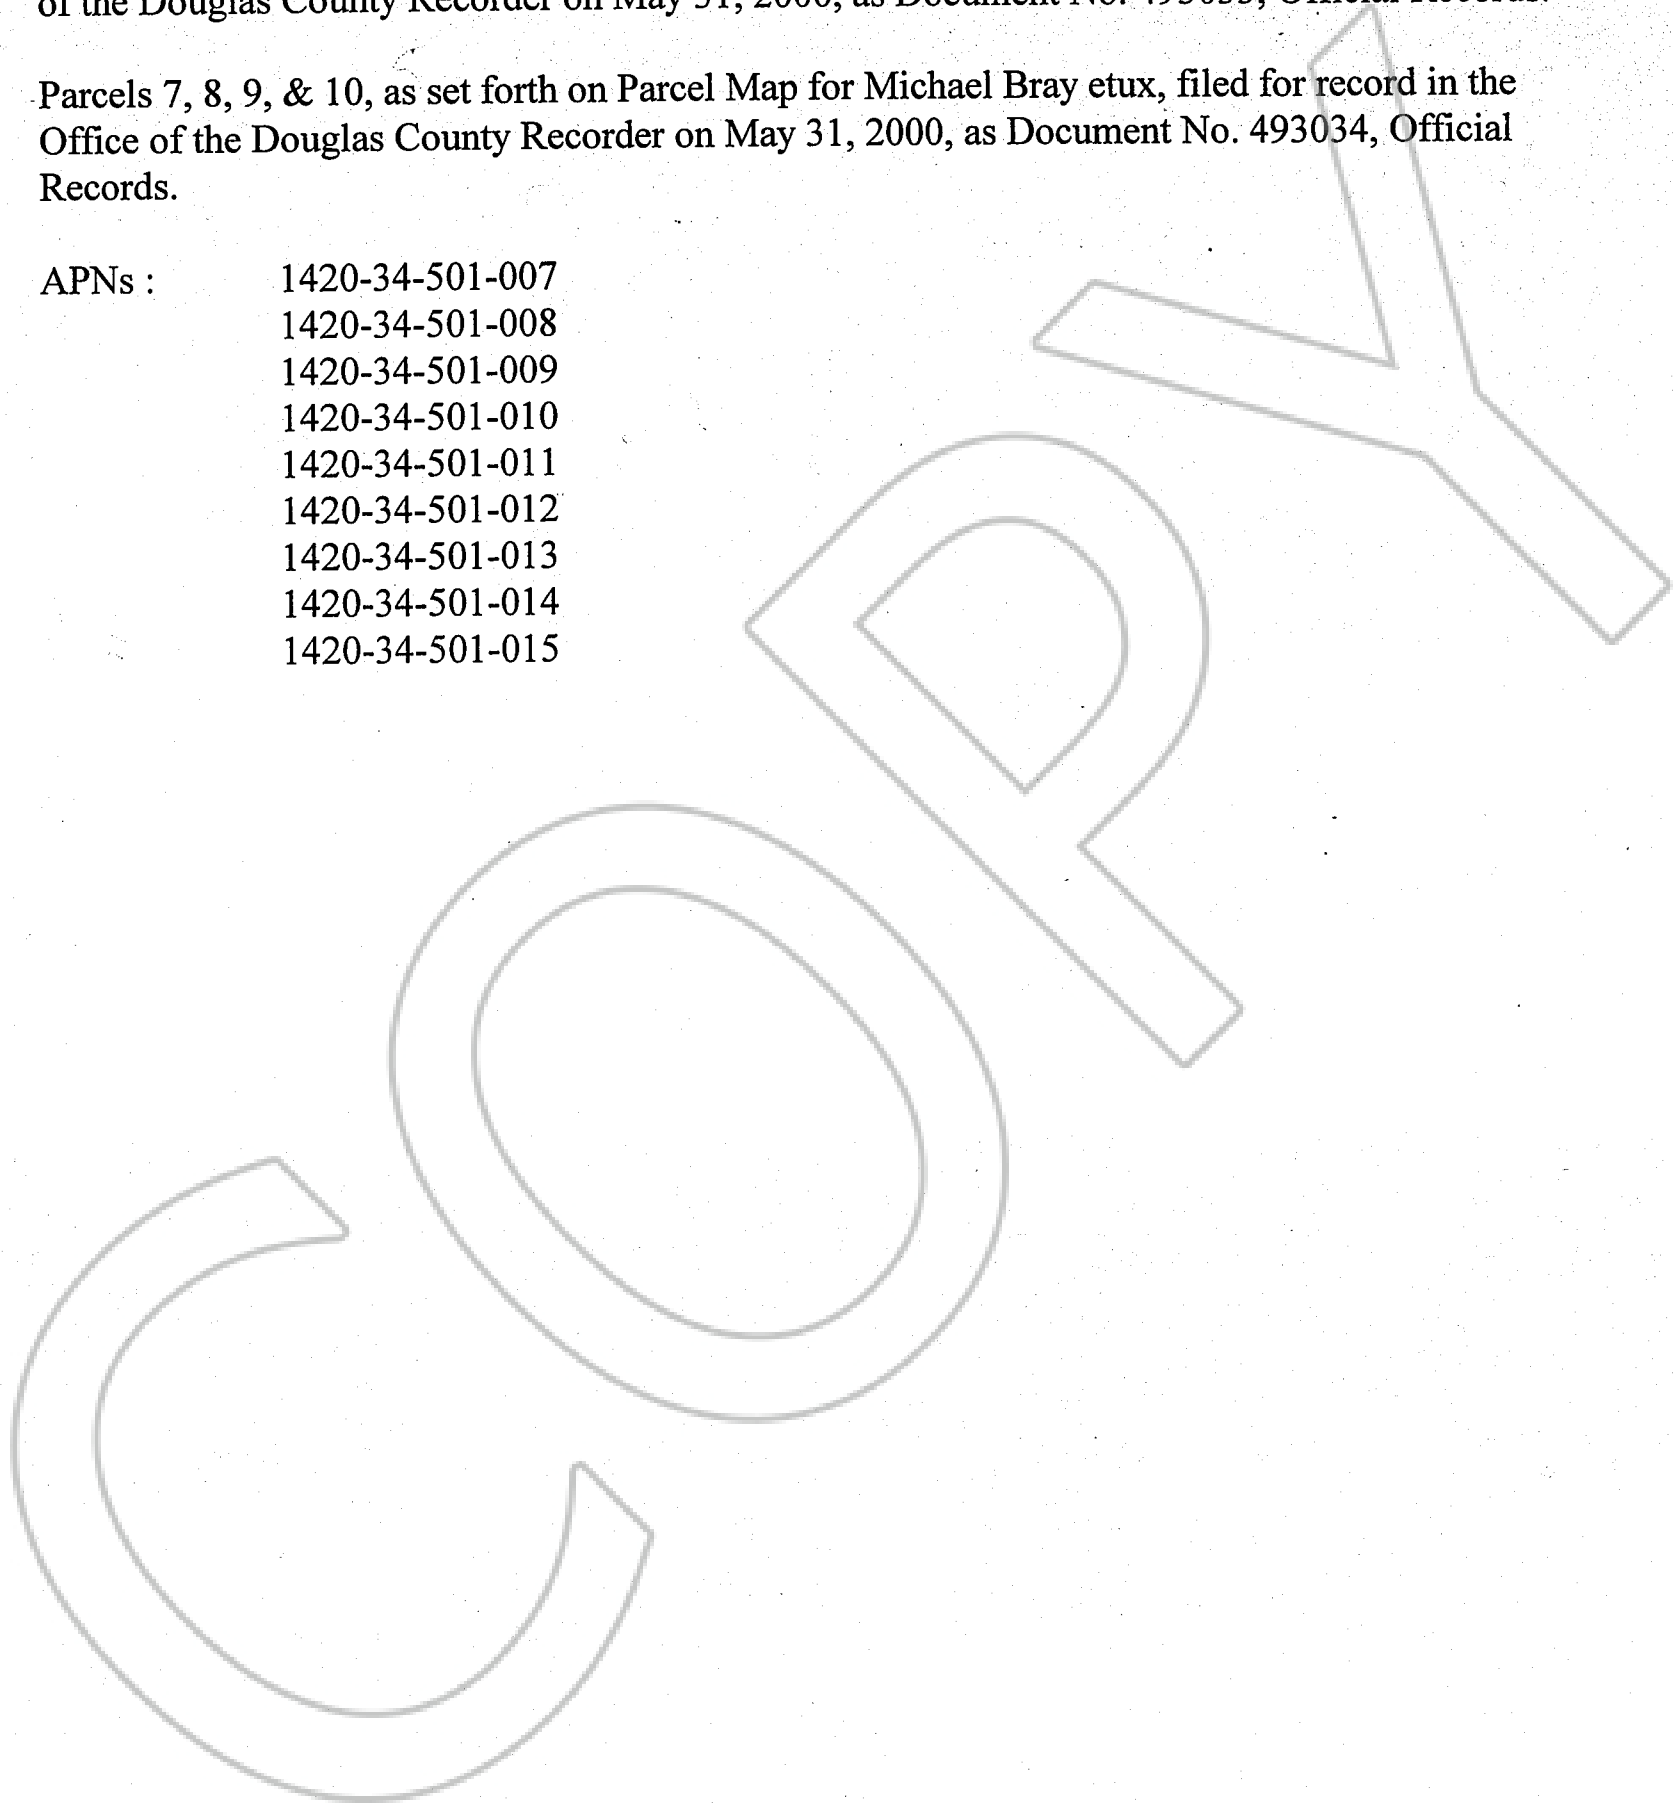 of the Douglas County Recorder on May 31, 2000, as Document No. 493033, Official Records.
Parcels 7, 8, 9, & 10, as set forth on Parcel Map for Michael Bray etux, filed for record in the
Office of the Douglas County Recorder on May 31, 2000, as Document No. 493034, Official
Records.
APNs : 1420-34-501-007
1420-34-501-008
1420-34-501-009
1420-34-501-010
1420-34-501-011
1420-34-501-012
1420-34-501-013
1420-34-501-014
1420-34-501-015
COPY